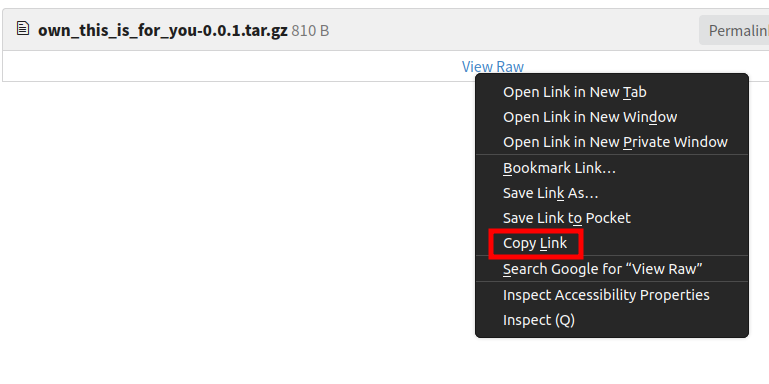 own_this_is_for_you-0.0.1.tar.gz 810 B
Permalin
View Raw
Open Link in New Tab
Open Link in New Window
Open Link in New Private Window
Bookmark Link…
Save Link As…
Save Link to Pocket
Copy Link
Search Google for “View Raw”
Inspect Accessibility Properties
Inspect (Q)